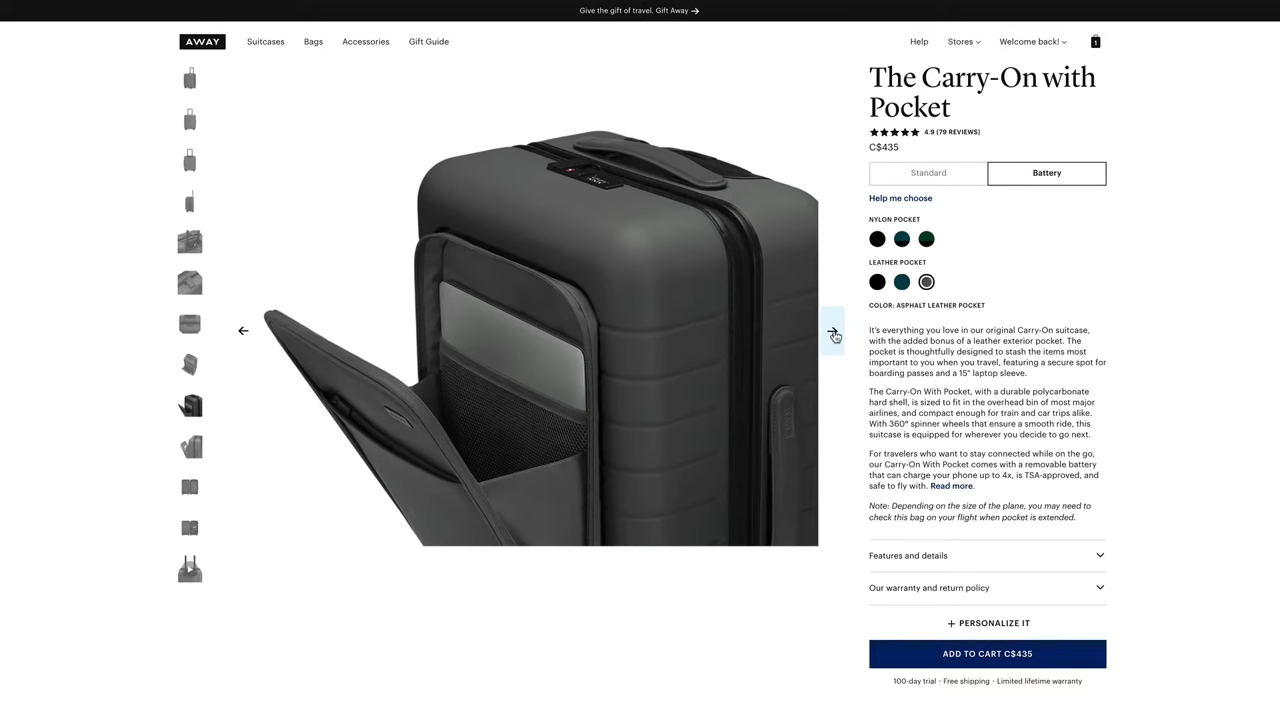 Give the gift of travel. Gift Away →
AWAY
Suitcases
Bags
Accessories
Gift Guide
Help
Stores
Welcome back!
1
The Carry-On with
Pocket
4.9 (79 REVIEWS)
C$435
Standard
Battery
Help me choose
NYLON POCKET
LEATHER POCKET
COLOR: ASPHALT LEATHER POCKET
It's everything you love in our original Carry-On suitcase,
with the added bonus of a leather exterior pocket. The
pocket is thoughtfully designed to stash the items most
important to you when you travel, featuring a secure spot for
boarding passes and a 15" laptop sleeve.
The Carry-On With Pocket, with a durable polycarbonate
hard shell, is sized to fit in the overhead bin of most major
airlines, and compact enough for train and car trips alike.
With 360° spinner wheels that ensure a smooth ride, this
suitcase is equipped for wherever you decide to go next.
For travelers who want to stay connected while on the go,
our Carry-On With Pocket comes with a removable battery
that can charge your phone up to 4x, is TSA-approved, and
safe to fly with. Read more.
Note: Depending on the size of the plane, you may need to
check this bag on your flight when pocket is extended.
Features and details
Our warranty and return policy
+ PERSONALIZE IT
ADD TO CART C$435
100-day trial · Free shipping · Limited lifetime warranty